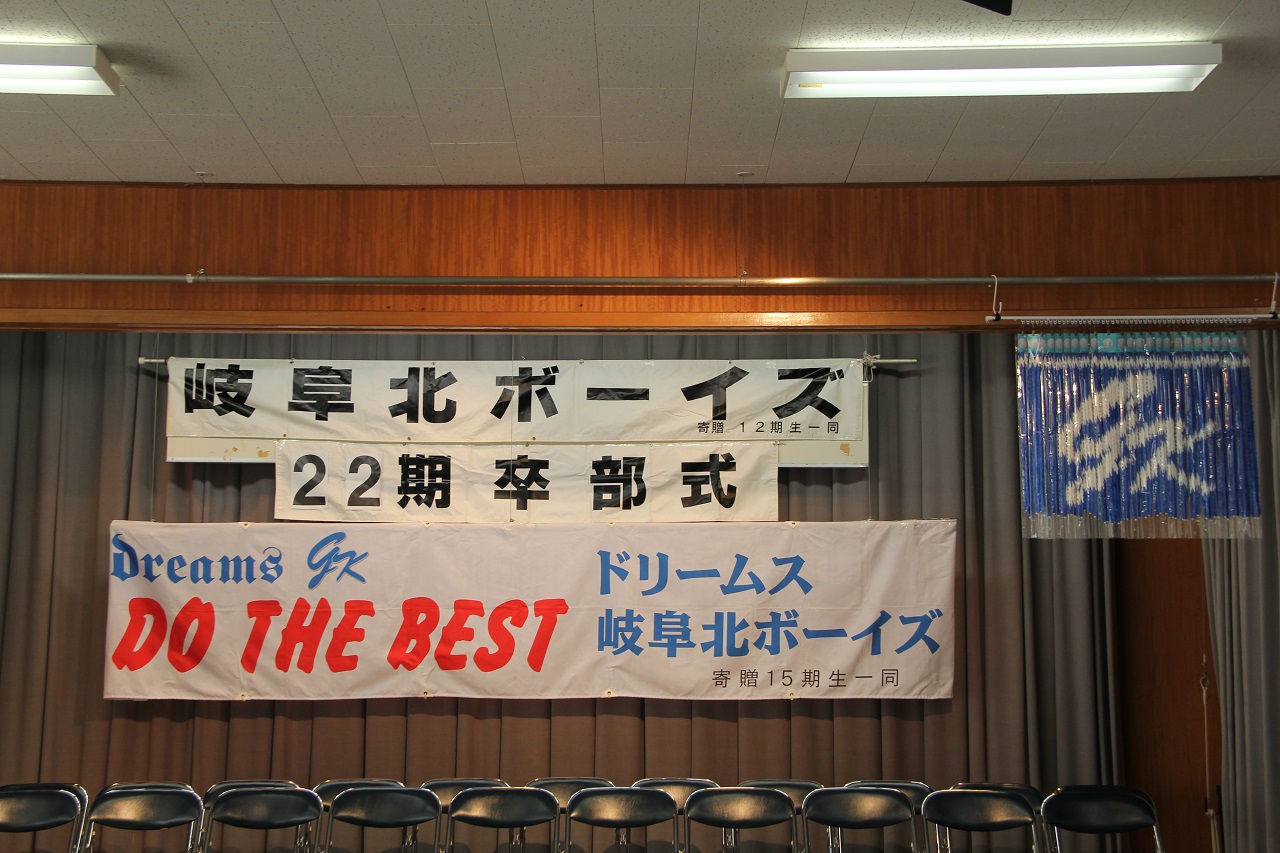 岐阜北ボーイズ
寄贈 12期生一同
22期卒部式
dreams GK
DO THE BEST
ドリームス
岐阜北ボーイズ
寄贈15期生一同
GK